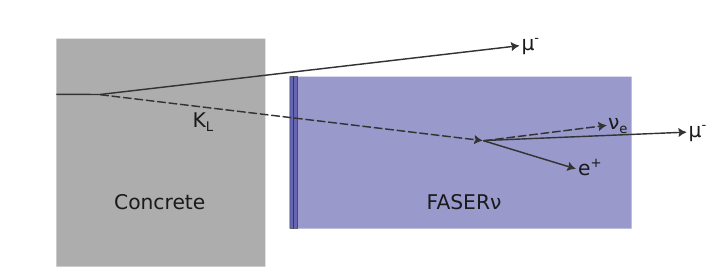 μ⁻
K_L
ν_e
μ⁻
e⁺
Concrete
FASERν